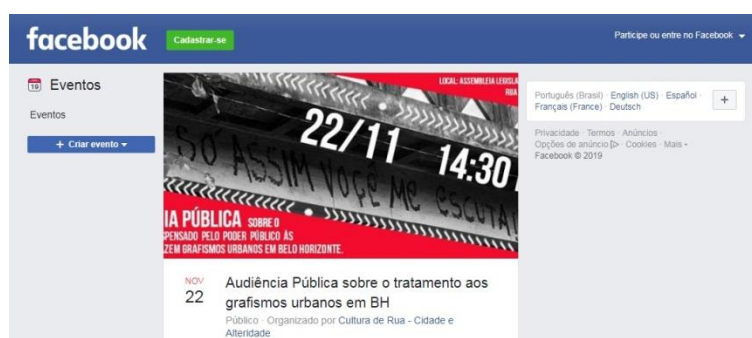 facebook
Cadastrar-se
Participe ou entre no Facebook
Eventos
Eventos
+ Criar evento
LOCAL: ASSEMBLEIA LEGISLA
RUA
22/11 14:30
SÓ ASSIM VOCÊ ME ESCUTA!
IA PÚBLICA SOBRE O
PENSADO PELO PODER PÚBLICO ÀS
ZEM GRAFISMOS URBANOS EM BELO HORIZONTE.
NOV
22
Audiência Pública sobre o tratamento aos
grafismos urbanos em BH
Público · Organizado por Cultura de Rua - Cidade e
Alteridade
Português (Brasil) · English (US) · Español ·
Français (France) · Deutsch
+
Privacidade · Termos · Anúncios ·
Opções de anúncio · Cookies · Mais
Facebook © 2019